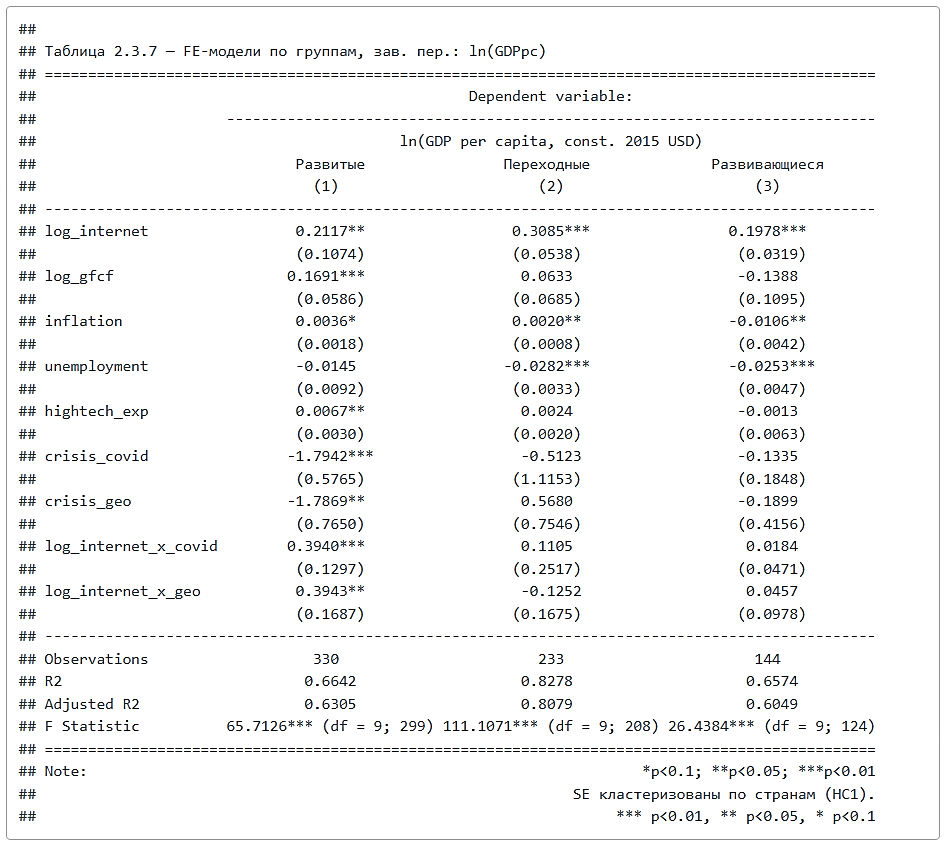 ##
## Таблица 2.3.7 — FE-модели по группам, зав. пер.: ln(GDPpc)
## ================================================================================================
##                                                  Dependent variable:
##                      ---------------------------------------------------------------------------
##                                          ln(GDP per capita, const. 2015 USD)
##                              Развитые                Переходные              Развивающиеся
##                                (1)                       (2)                      (3)
## ------------------------------------------------------------------------------------------------
## log_internet                 0.2117**                 0.3085***                0.1978***
##                              (0.1074)                 (0.0538)                  (0.0319)
## log_gfcf                    0.1691***                  0.0633                   -0.1388
##                              (0.0586)                 (0.0685)                  (0.1095)
## inflation                    0.0036*                  0.0020**                 -0.0106**
##                              (0.0018)                 (0.0008)                  (0.0042)
## unemployment                 -0.0145                 -0.0282***                -0.0253***
##                              (0.0092)                 (0.0033)                  (0.0047)
## hightech_exp                 0.0067**                  0.0024                   -0.0013
##                              (0.0030)                 (0.0020)                  (0.0063)
## crisis_covid                -1.7942***                 -0.5123                  -0.1335
##                              (0.5765)                 (1.1153)                  (0.1848)
## crisis_geo                  -1.7869**                  0.5680                   -0.1899
##                              (0.7650)                 (0.7546)                  (0.4156)
## log_internet_x_covid        0.3940***                  0.1105                    0.0184
##                              (0.1297)                 (0.2517)                  (0.0471)
## log_internet_x_geo           0.3943**                  -0.1252                   0.0457
##                              (0.1687)                 (0.1675)                  (0.0978)
## ------------------------------------------------------------------------------------------------
## Observations                   330                       233                      144
## R2                            0.6642                   0.8278                    0.6574
## Adjusted R2                   0.6305                   0.8079                    0.6049
## F Statistic          65.7126*** (df = 9; 299) 111.1071*** (df = 9; 208) 26.4384*** (df = 9; 124)
## ================================================================================================
## Note:                                                                *p<0.1; **p<0.05; ***p<0.01
##                                                              SE кластеризованы по странам (HC1).
##                                                                   *** p<0.01, ** p<0.05, * p<0.1